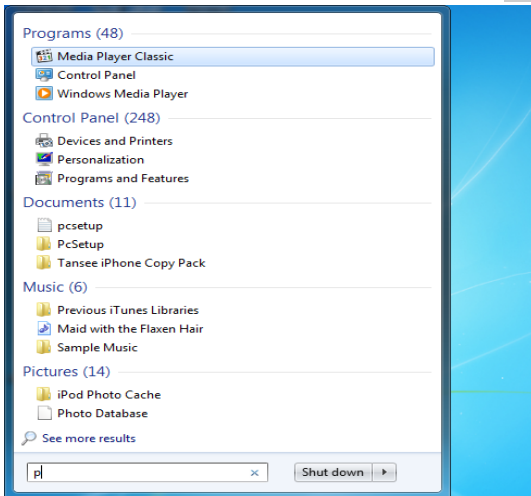 Programs (48)
Media Player Classic
Control Panel
Windows Media Player
Control Panel (248)
Devices and Printers
Personalization
Programs and Features
Documents (11)
pcsetup
PcSetup
Tansee iPhone Copy Pack
Music (6)
Previous iTunes Libraries
Maid with the Flaxen Hair
Sample Music
Pictures (14)
iPod Photo Cache
Photo Database
See more results
p Shut down